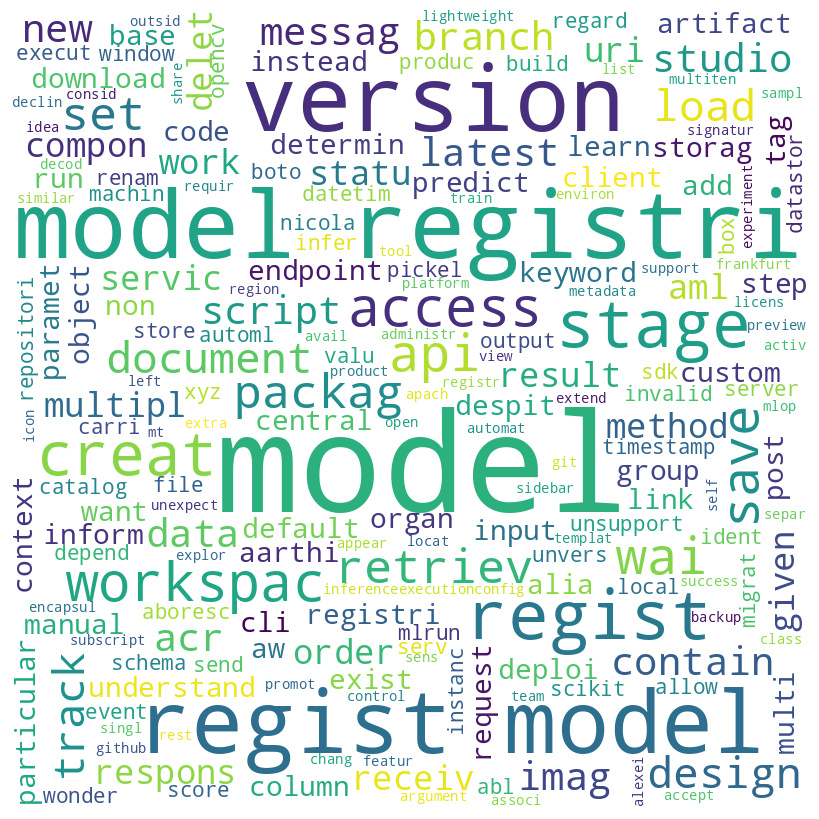 outsid
lightweight
regard
artifact
new
base
messag
branch
uri
studio
execut
window
instead
produc
build
list
multiten
delet
opencv
share
download
consid
declin
set
version
load
sampl
signatur
idea
code
determin
latest
learn
storag
tag
compon
decod
work
boto
statu
predict
client
add
datastor
run
renam
requir
similar
machin
datetim
train
environ
experiment
model registri
nicola
infer
tool
box
frankfurt
servic
endpoint
pickel
keyword
support
platform
region
metadata
aml
step
licens
repositori
paramet
object
non
script
access
stage
store
automl
avail
administr
output
view
preview
document
valu
api
result
sdk
custom
activ
left
product
registr
extend
invalid
server
icon
multipl
xyz
packag
apach
despit
method
mlop
carri
mt
extra
central
open
automat
timestamp
save
post
creat
model
git
group
catalog
file
sidebar
self
link
unexpect
want
data
default
organ
input
unsupport
separ
context
inform
locat
templat
ident
depend
explor
aarthi
appear
retriev
unvers
wai
migrat
given
workspac
inferenceexecutionconfig
alia
local
success
encapsul
manual
aboresc
cli
registri
mlrun
regist
backup
class
subscript
acr
aw
order
serv
sens
contain
particular
track
schema
send
exist
instanc
request
deploi
scikit
allow
understand
promot
control
team
multi
event
singl
regist model
github
rest
respons
chang
featur
receiv
imag
design
wonder
score
column
argument
abl
associ
alexei
accept